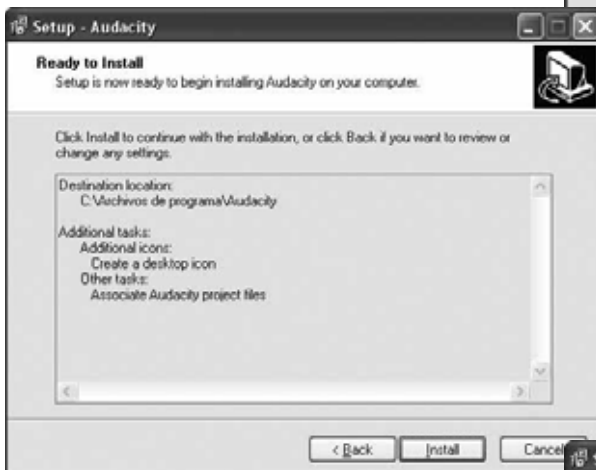 Setup - Audacity
Ready to Install
Setup is now ready to begin installing Audacity on your computer.
Click Install to continue with the installation, or click Back if you want to review or
change any settings.
Destination location:
C:\Archivos de programa\Audacity
Additional tasks:
Additional icons:
Create a desktop icon
Other tasks:
Associate Audacity project files
< Back
Install
Cancel